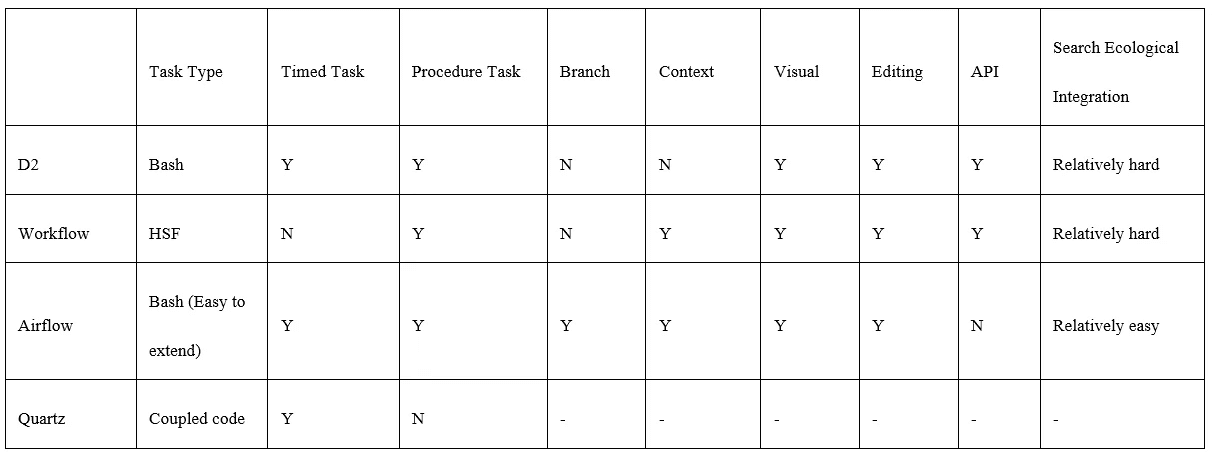 Task Type Timed Task Procedure Task Branch Context Visual Editing API Search Ecological
Integration
D2 Bash Y Y N N Y Y Y Relatively hard
Workflow HSF N Y N Y Y Y Y Relatively hard
Airflow Bash (Easy to
extend) Y Y Y Y Y Y N Relatively easy
Quartz Coupled code Y N - - - - - -